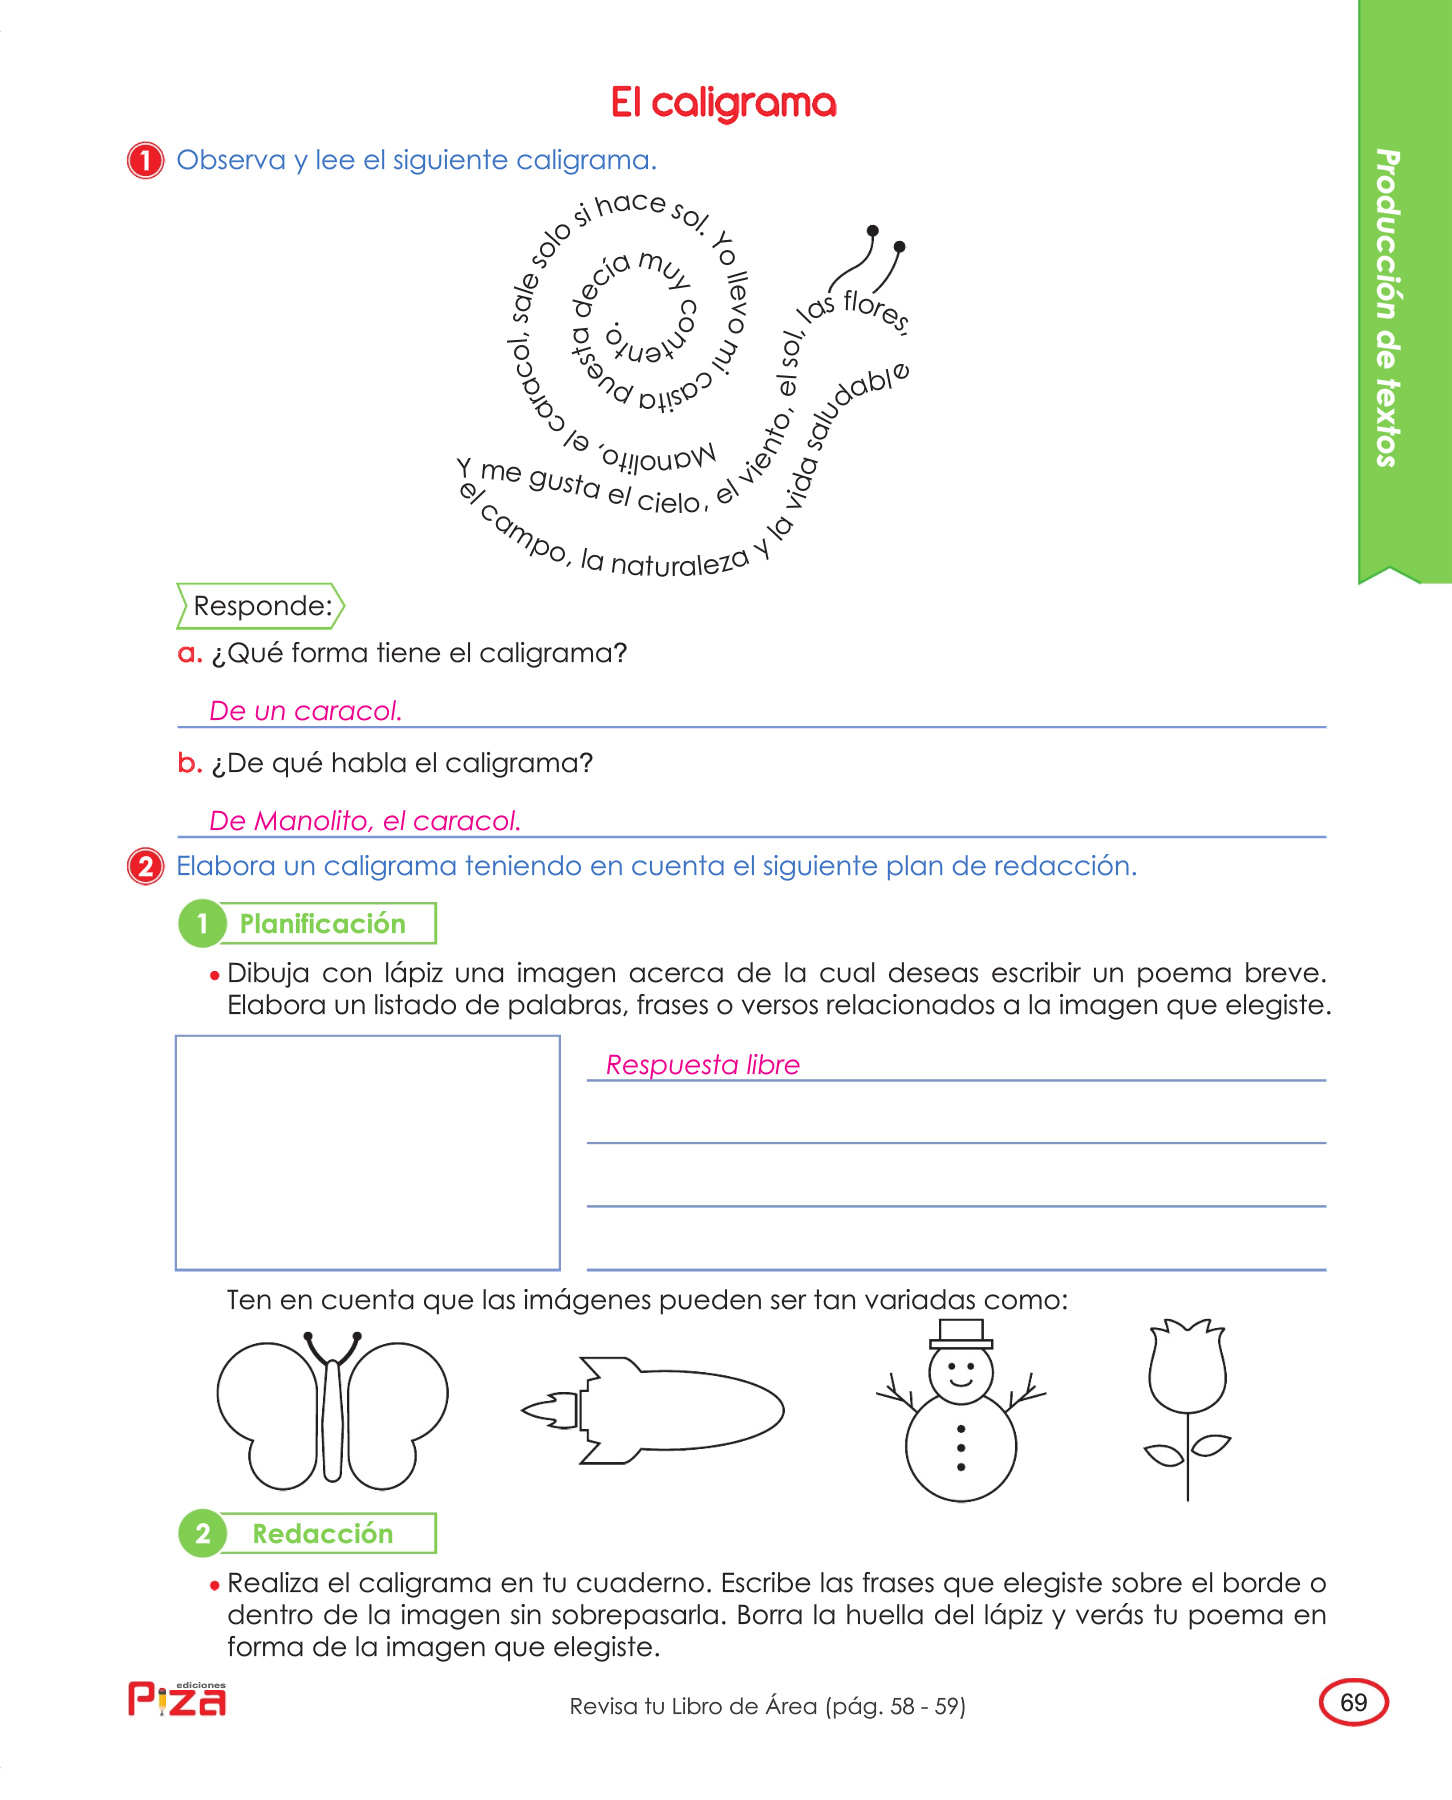 El caligrama
Producción de textos
1 Observa y lee el siguiente caligrama.
Manolito, el caracol, sale solo si hace sol. Yo llevo mi casita puesta decía muy contento.
Y me gusta el cielo, el viento, el sol, las flores,
el campo, la naturaleza y la vida saludable
Responde:
a. ¿Qué forma tiene el caligrama?
De un caracol.
b. ¿De qué habla el caligrama?
De Manolito, el caracol.
2 Elabora un caligrama teniendo en cuenta el siguiente plan de redacción.
1 Planificación
• Dibuja con lápiz una imagen acerca de la cual deseas escribir un poema breve.
Elabora un listado de palabras, frases o versos relacionados a la imagen que elegiste.
Respuesta libre
Ten en cuenta que las imágenes pueden ser tan variadas como:
2 Redacción
• Realiza el caligrama en tu cuaderno. Escribe las frases que elegiste sobre el borde o
dentro de la imagen sin sobrepasarla. Borra la huella del lápiz y verás tu poema en
forma de la imagen que elegiste.
ediciones
Piza
Revisa tu Libro de Área (pág. 58 - 59)
69